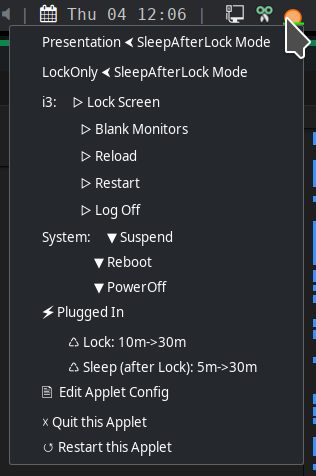 | Thu 04 12:06 |
Presentation ⮜ SleepAfterLock Mode
LockOnly ⮜ SleepAfterLock Mode
i3: ▷ Lock Screen
▷ Blank Monitors
▷ Reload
▷ Restart
▷ Log Off
System: ▼ Suspend
▼ Reboot
▼ PowerOff
🗲 Plugged In
♺ Lock: 10m->30m
♺ Sleep (after Lock): 5m->30m
🖹 Edit Applet Config
☓ Quit this Applet
↺ Restart this Applet